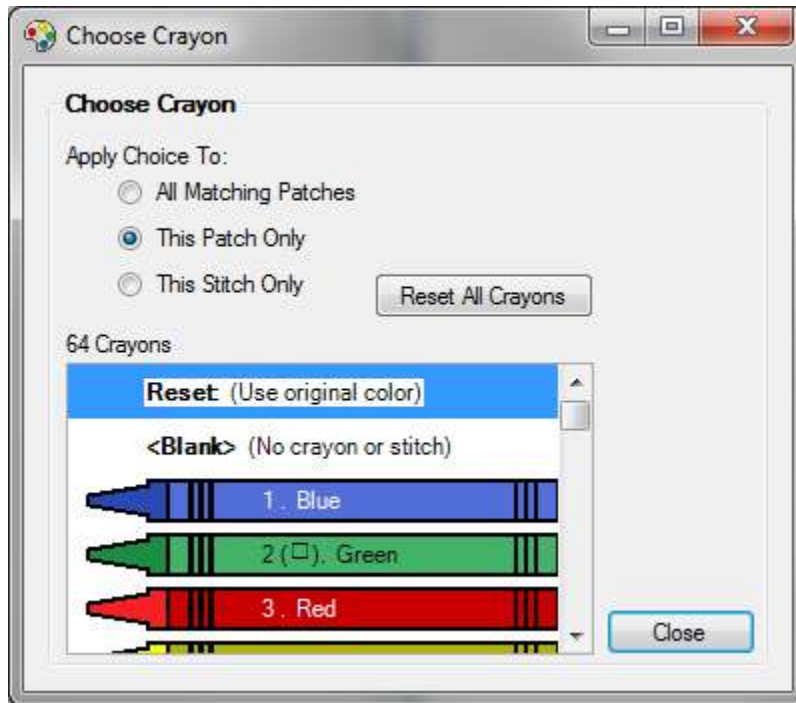 Choose Crayon
Choose Crayon
Apply Choice To:
All Matching Patches
This Patch Only
This Stitch Only
Reset All Crayons
64 Crayons
Reset: (Use original color)
<Blank> (No crayon or stitch)
1. Blue
2 (□). Green
3. Red
Close